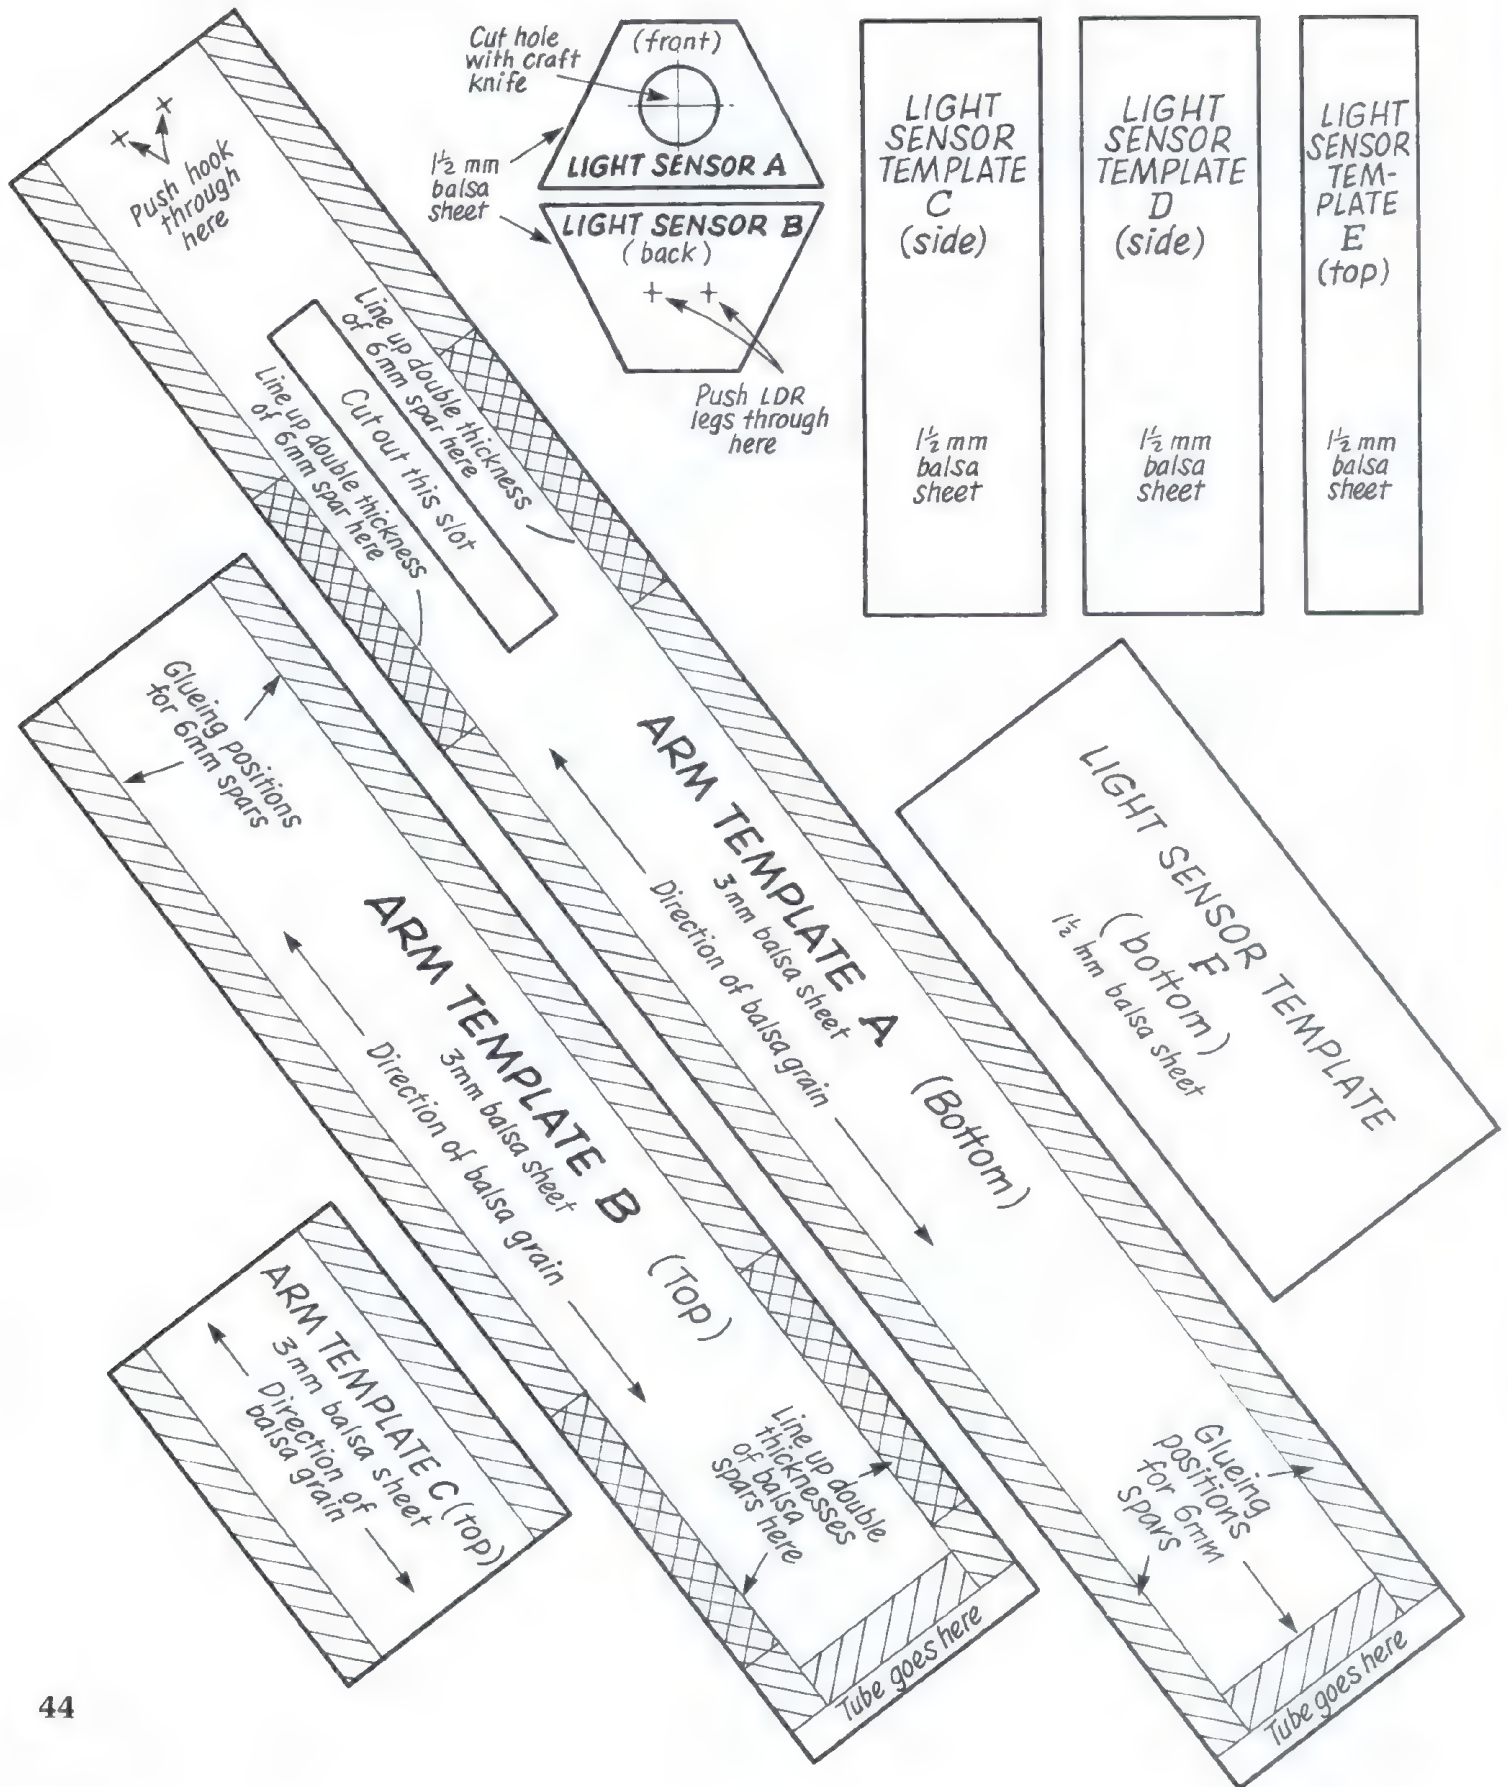 Cut hole
with craft
knife
(front)
LIGHT SENSOR A
1½ mm
balsa
sheet
LIGHT SENSOR B
(back)
Push LDR
legs through
here
LIGHT
SENSOR
TEMPLATE
C
(side)
1½ mm
balsa
sheet
LIGHT
SENSOR
TEMPLATE
D
(side)
1½ mm
balsa
sheet
LIGHT
SENSOR
TEM-
PLATE
E
(top)
1½ mm
balsa
sheet
Push hook
through
here
Line up double thickness
of 6mm spar here
Cut out this slot
Line up double thickness
of 6mm spar here
ARM TEMPLATE A
3mm balsa sheet
Direction of balsa grain
(Bottom)
Glueing
positions
for 6mm
spars
Tube goes here
LIGHT SENSOR TEMPLATE
F
(bottom)
1½ mm balsa sheet
Glueing positions
for 6mm spars
ARM TEMPLATE B
3mm balsa sheet
Direction of balsa grain
(Top)
Line up double
thicknesses
of balsa
spars here
Tube goes here
ARM TEMPLATE C (top)
3mm balsa sheet
Direction of
balsa grain
44